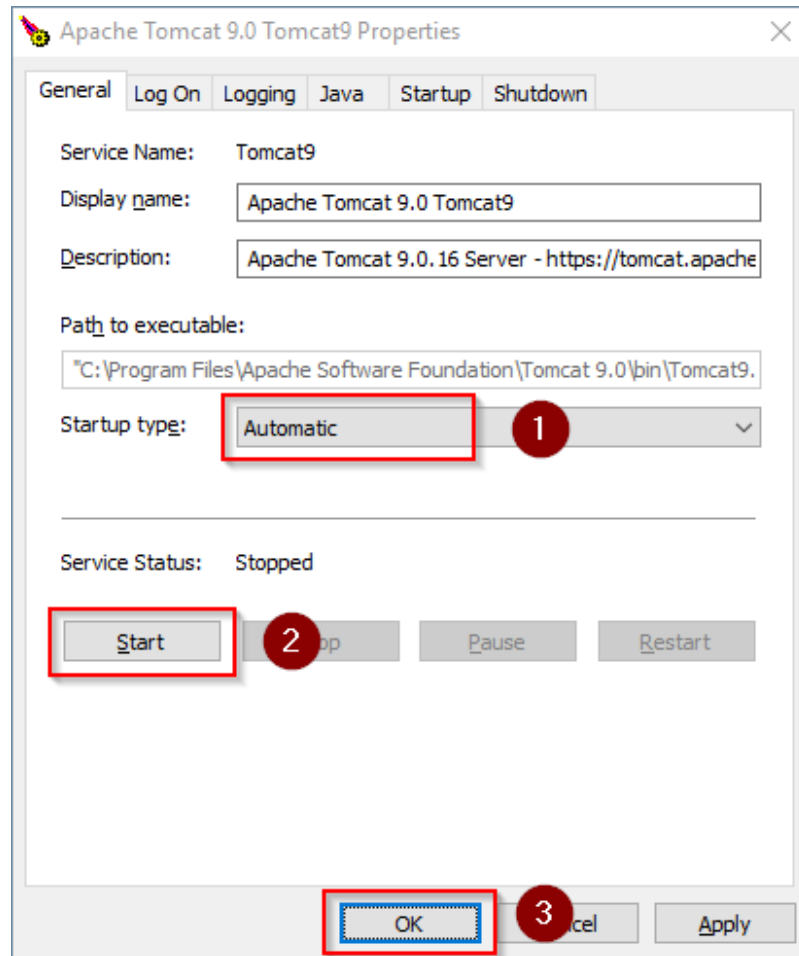 Apache Tomcat 9.0 Tomcat9 Properties
General Log On Logging Java Startup Shutdown
Service Name: Tomcat9
Display name: Apache Tomcat 9.0 Tomcat9
Description: Apache Tomcat 9.0.16 Server - https://tomcat.apache
Path to executable:
"C:\Program Files\Apache Software Foundation\Tomcat 9.0\bin\Tomcat9.
Startup type: Automatic 1
Service Status: Stopped
Start 2 Pause Restart
OK 3 Apply